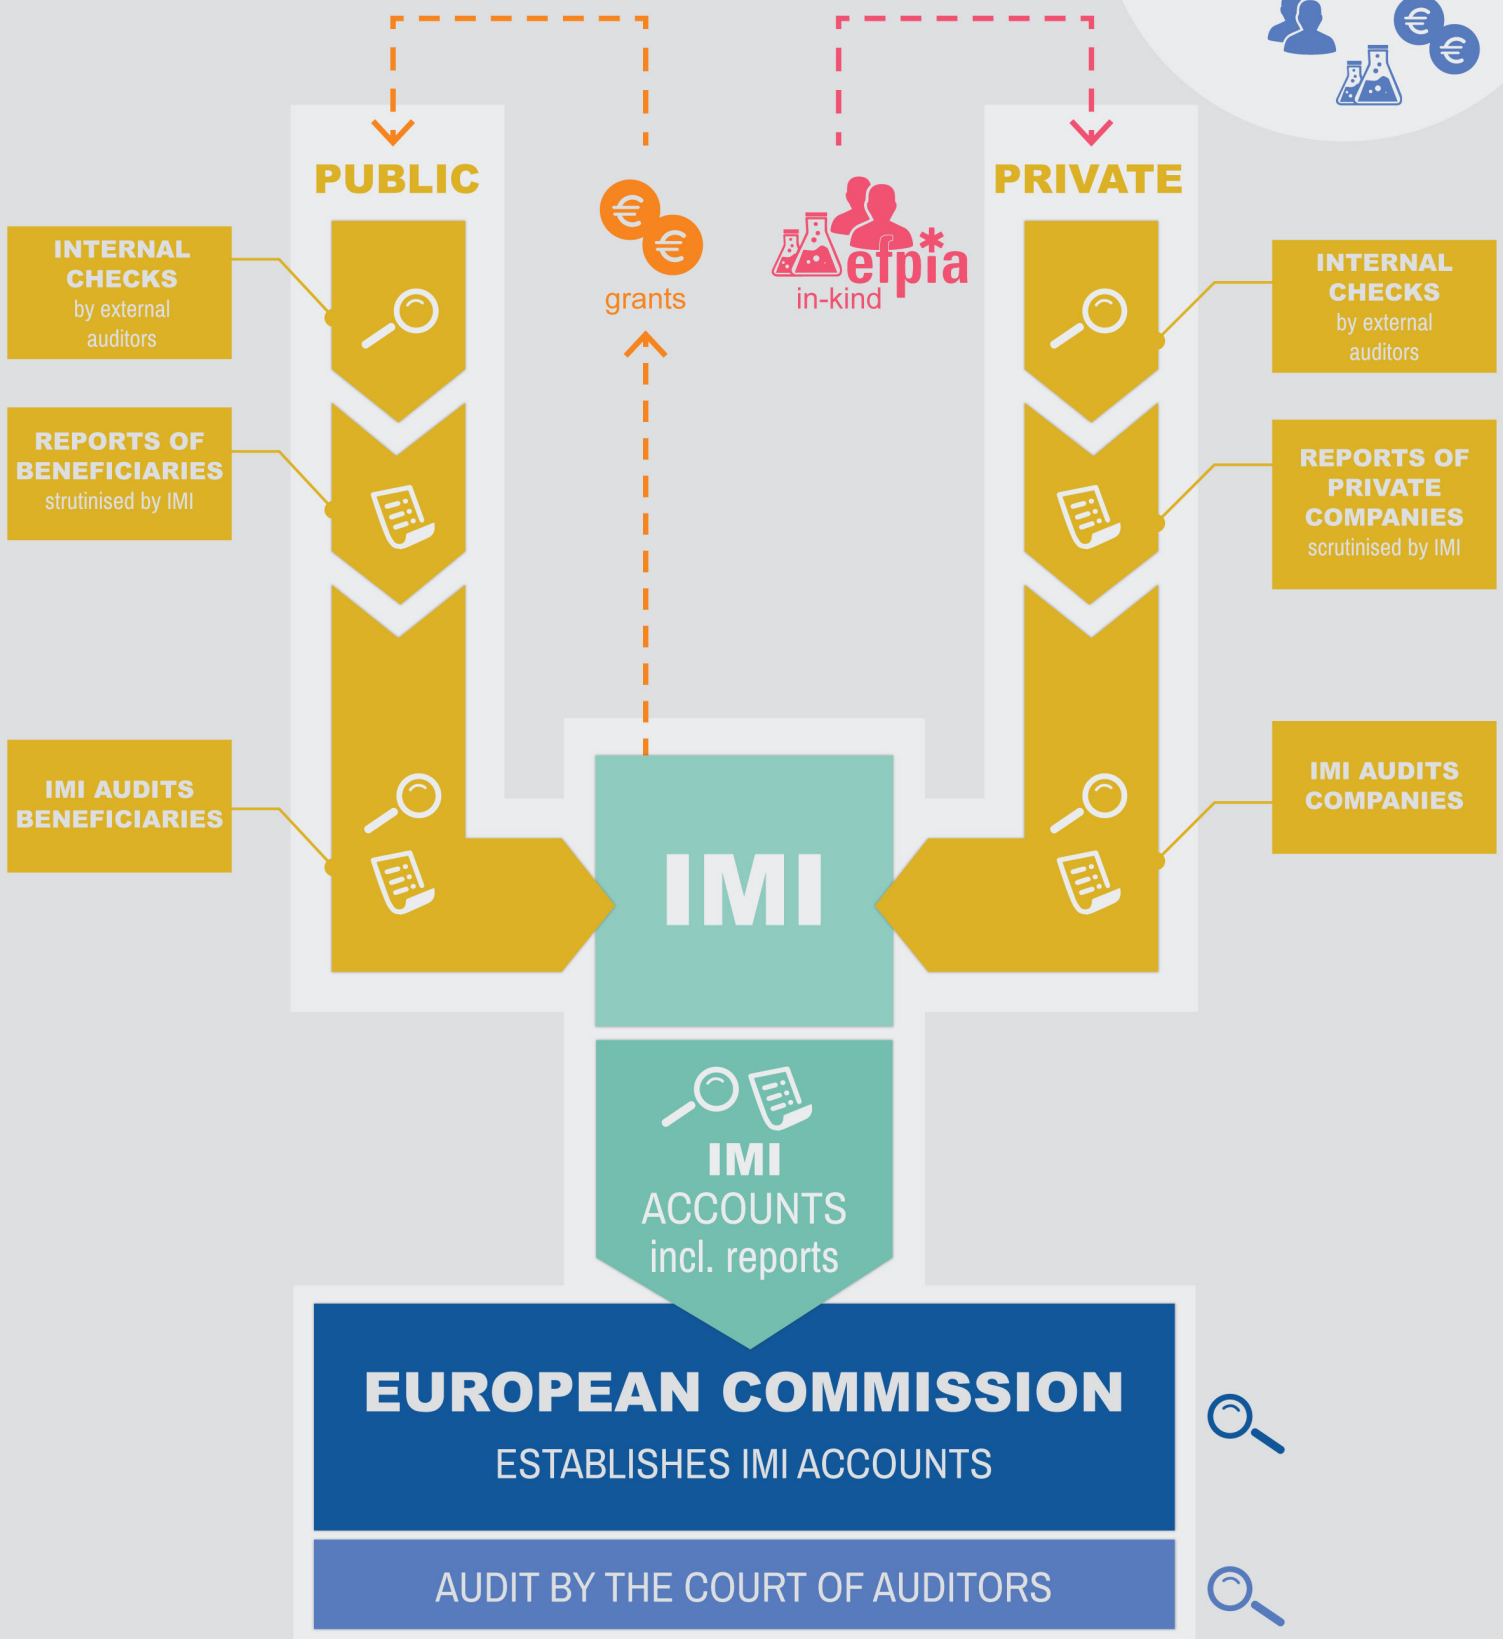 PUBLIC
PRIVATE
grants
efpia
in-kind
INTERNAL
CHECKS
by external
auditors
REPORTS OF
BENEFICIARIES
strutinised by IMI
IMI AUDITS
BENEFICIARIES
INTERNAL
CHECKS
by external
auditors
REPORTS OF
PRIVATE
COMPANIES
scrutinised by IMI
IMI AUDITS
COMPANIES
IMI
IMI
ACCOUNTS
incl. reports
EUROPEAN COMMISSION
ESTABLISHES IMI ACCOUNTS
AUDIT BY THE COURT OF AUDITORS